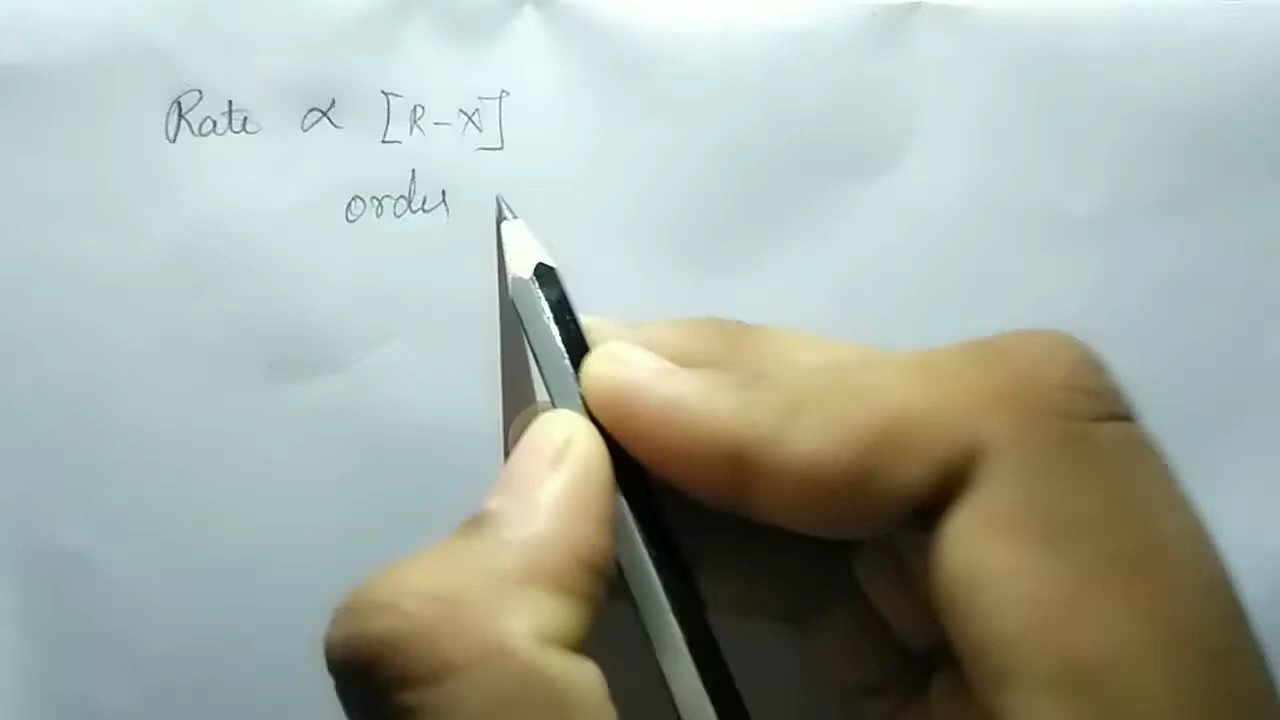 Rate ∝ [R-X]
order